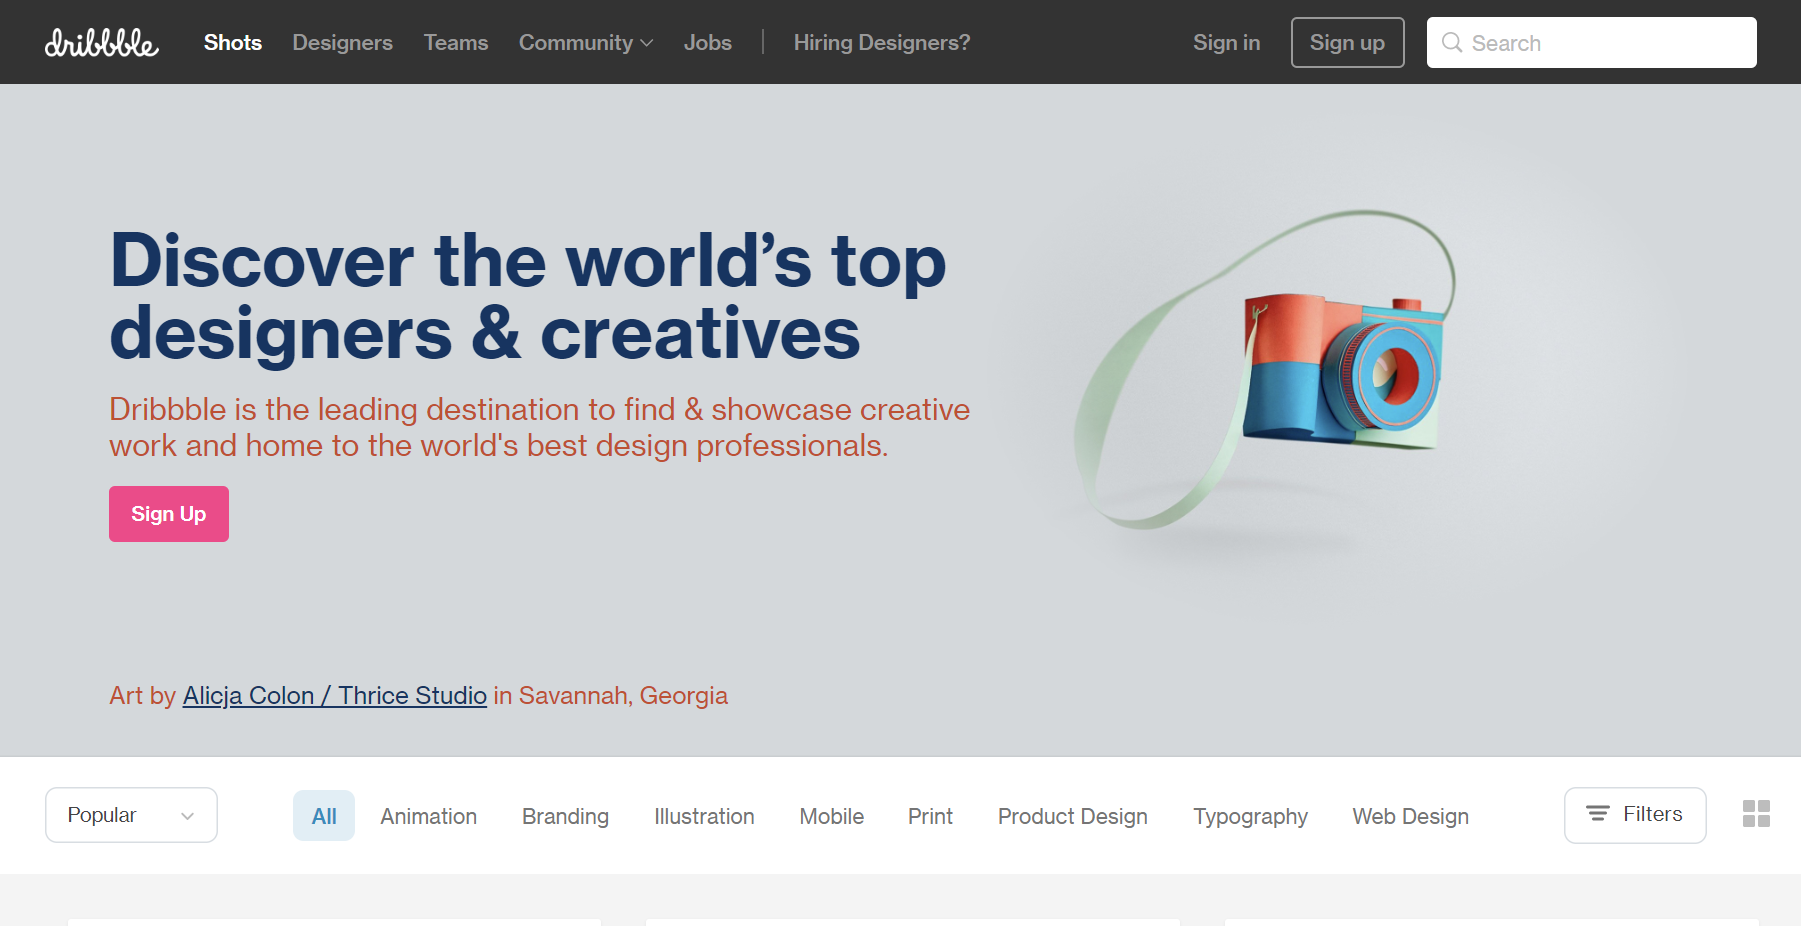 dribbble Shots Designers Teams Community Jobs Hiring Designers? Sign in Sign up Search
Discover the world’s top
designers & creatives
Dribbble is the leading destination to find & showcase creative
work and home to the world's best design professionals.
Sign Up
Art by Alicja Colon / Thrice Studio in Savannah, Georgia
Popular All Animation Branding Illustration Mobile Print Product Design Typography Web Design Filters